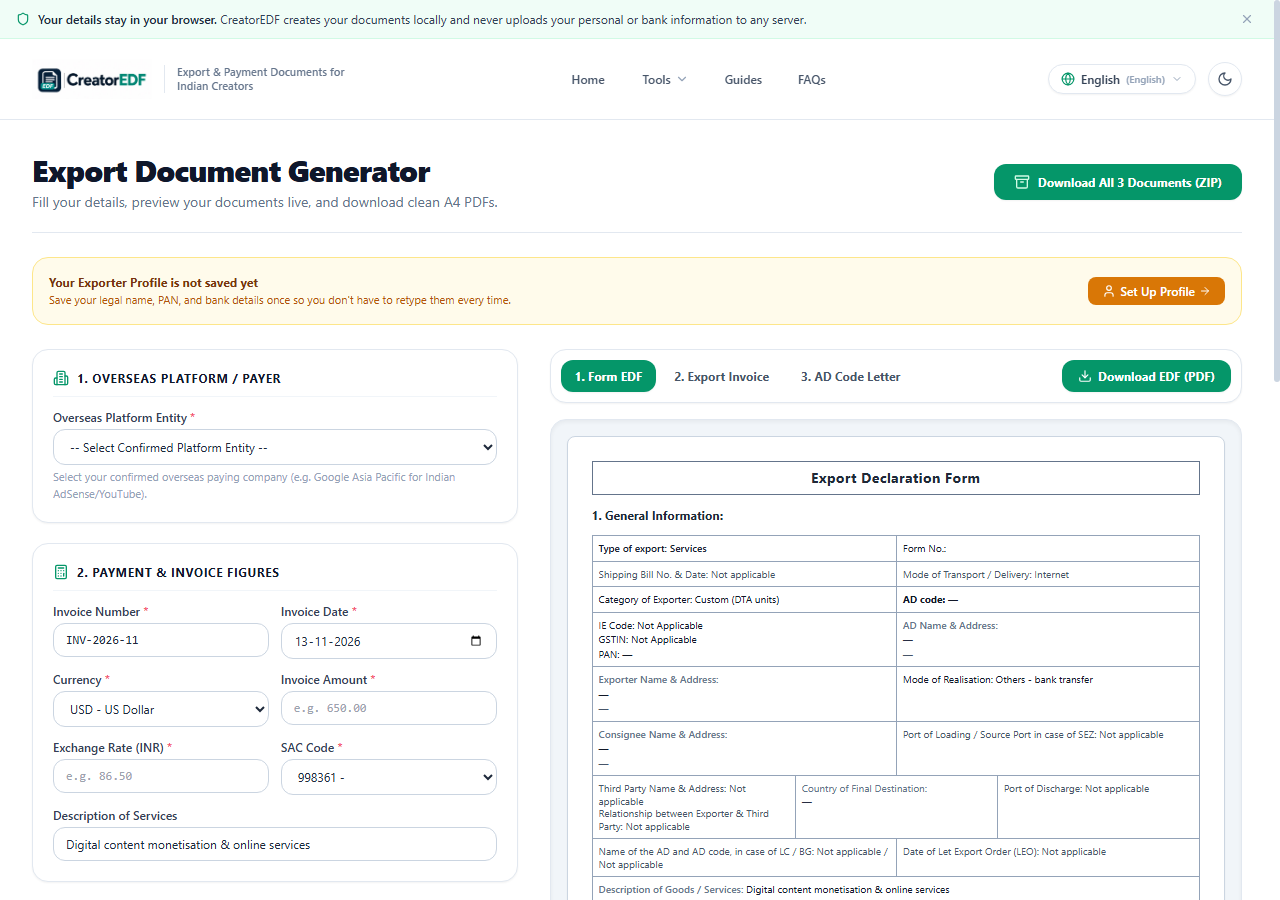 Your details stay in your browser. CreatorEDF creates your documents locally and never uploads your personal or bank information to any server.
EDF
CreatorEDF
Export & Payment Documents for
Indian Creators
Home
Tools
Guides
FAQs
English (English)
Export Document Generator
Fill your details, preview your documents live, and download clean A4 PDFs.
Download All 3 Documents (ZIP)
Your Exporter Profile is not saved yet
Save your legal name, PAN, and bank details once so you don't have to retype them every time.
Set Up Profile →
1. OVERSEAS PLATFORM / PAYER
Overseas Platform Entity *
-- Select Confirmed Platform Entity --
Select your confirmed overseas paying company (e.g. Google Asia Pacific for Indian
AdSense/YouTube).
2. PAYMENT & INVOICE FIGURES
Invoice Number *
Invoice Date *
INV-2026-11
13-11-2026
Currency *
Invoice Amount *
USD - US Dollar
e.g. 650.00
Exchange Rate (INR) *
SAC Code *
e.g. 86.50
998361 -
Description of Services
Digital content monetisation & online services
1. Form EDF
2. Export Invoice
3. AD Code Letter
Download EDF (PDF)
Export Declaration Form
1. General Information:
Type of export: Services
Form No.:
Shipping Bill No. & Date: Not applicable
Mode of Transport / Delivery: Internet
Category of Exporter: Custom (DTA units)
AD code: —
IE Code: Not Applicable
GSTIN: Not Applicable
PAN: —
AD Name & Address:
—
—
Exporter Name & Address:
—
—
Mode of Realisation: Others - bank transfer
Consignee Name & Address:
—
—
Port of Loading / Source Port in case of SEZ: Not applicable
Third Party Name & Address: Not
applicable
Relationship between Exporter & Third
Party: Not applicable
Country of Final Destination:
—
Port of Discharge: Not applicable
Name of the AD and AD code, in case of LC / BG: Not applicable /
Not applicable
Date of Let Export Order (LEO): Not applicable
Description of Goods / Services: Digital content monetisation & online services